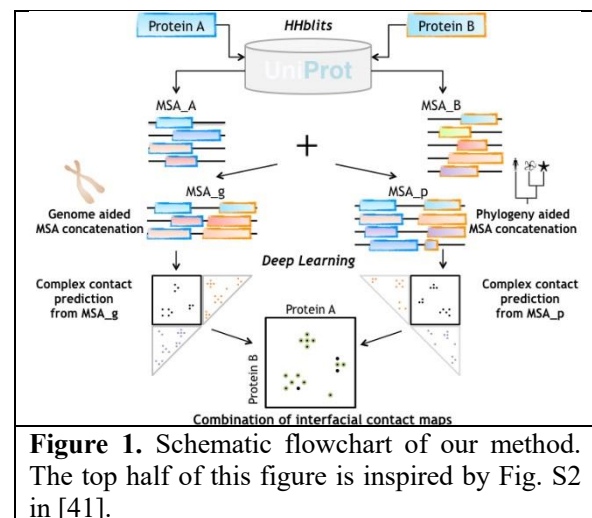 HHblits
Protein A
Protein B
UniProt
MSA_A
MSA_B
+
MSA_g
MSA_p
Genome aided
MSA concatenation
Phylogeny aided
MSA concatenation
Deep Learning
Complex contact
prediction
from MSA_g
Complex contact
prediction
from MSA_p
Protein A
Protein B
Combination of interfacial contact maps
Figure 1. Schematic flowchart of our method.
The top half of this figure is inspired by Fig. S2
in [41].